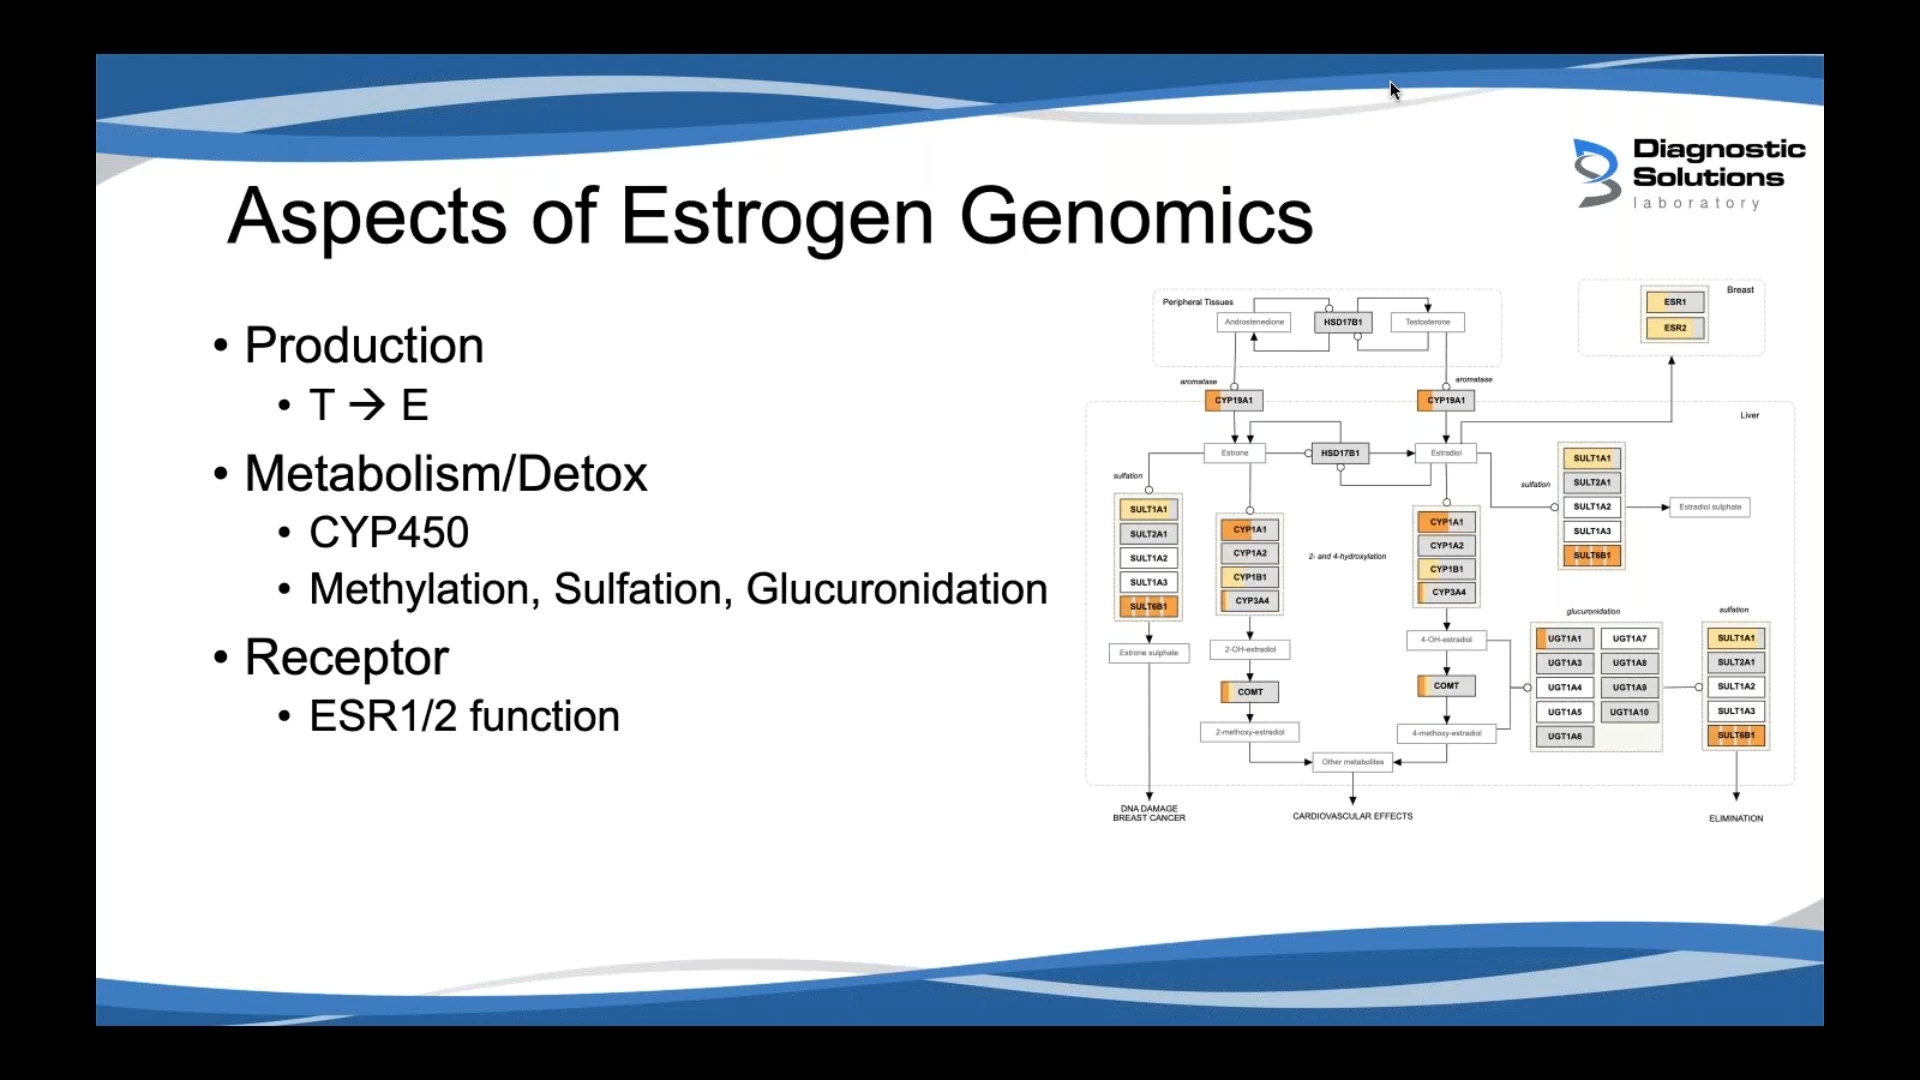 Diagnostic
Solutions
laboratory
Aspects of Estrogen Genomics
• Production
• T → E
• Metabolism/Detox
• CYP450
• Methylation, Sulfation, Glucuronidation
• Receptor
• ESR1/2 function
Peripheral Tissues
Androstenedione
HSD17B1
Testosterone
Breast
ESR1
ESR2
aromatase
CYP19A1
aromatase
CYP19A1
Liver
Estrone
HSD17B1
Estradiol
sulfation
SULT1A1
SULT2A1
SULT1A2
SULT1A3
SULT6B1
Estrone sulphate
CYP1A1
CYP1A2
CYP1B1
CYP3A4
2-OH-estradiol
COMT
2-methoxy-estradiol
2- and 4-hydroxylation
CYP1A1
CYP1A2
CYP1B1
CYP3A4
4-OH-estradiol
COMT
4-methoxy-estradiol
Other metabolites
sulfation
SULT1A1
SULT2A1
SULT1A2
SULT1A3
SULT6B1
Estradiol sulphate
glucuronidation
UGT1A1 UGT1A7
UGT1A3 UGT1A8
UGT1A4 UGT1A9
UGT1A5 UGT1A10
UGT1A6
sulfation
SULT1A1
SULT2A1
SULT1A2
SULT1A3
SULT6B1
DNA DAMAGE
BREAST CANCER
CARDIOVASCULAR EFFECTS
ELIMINATION